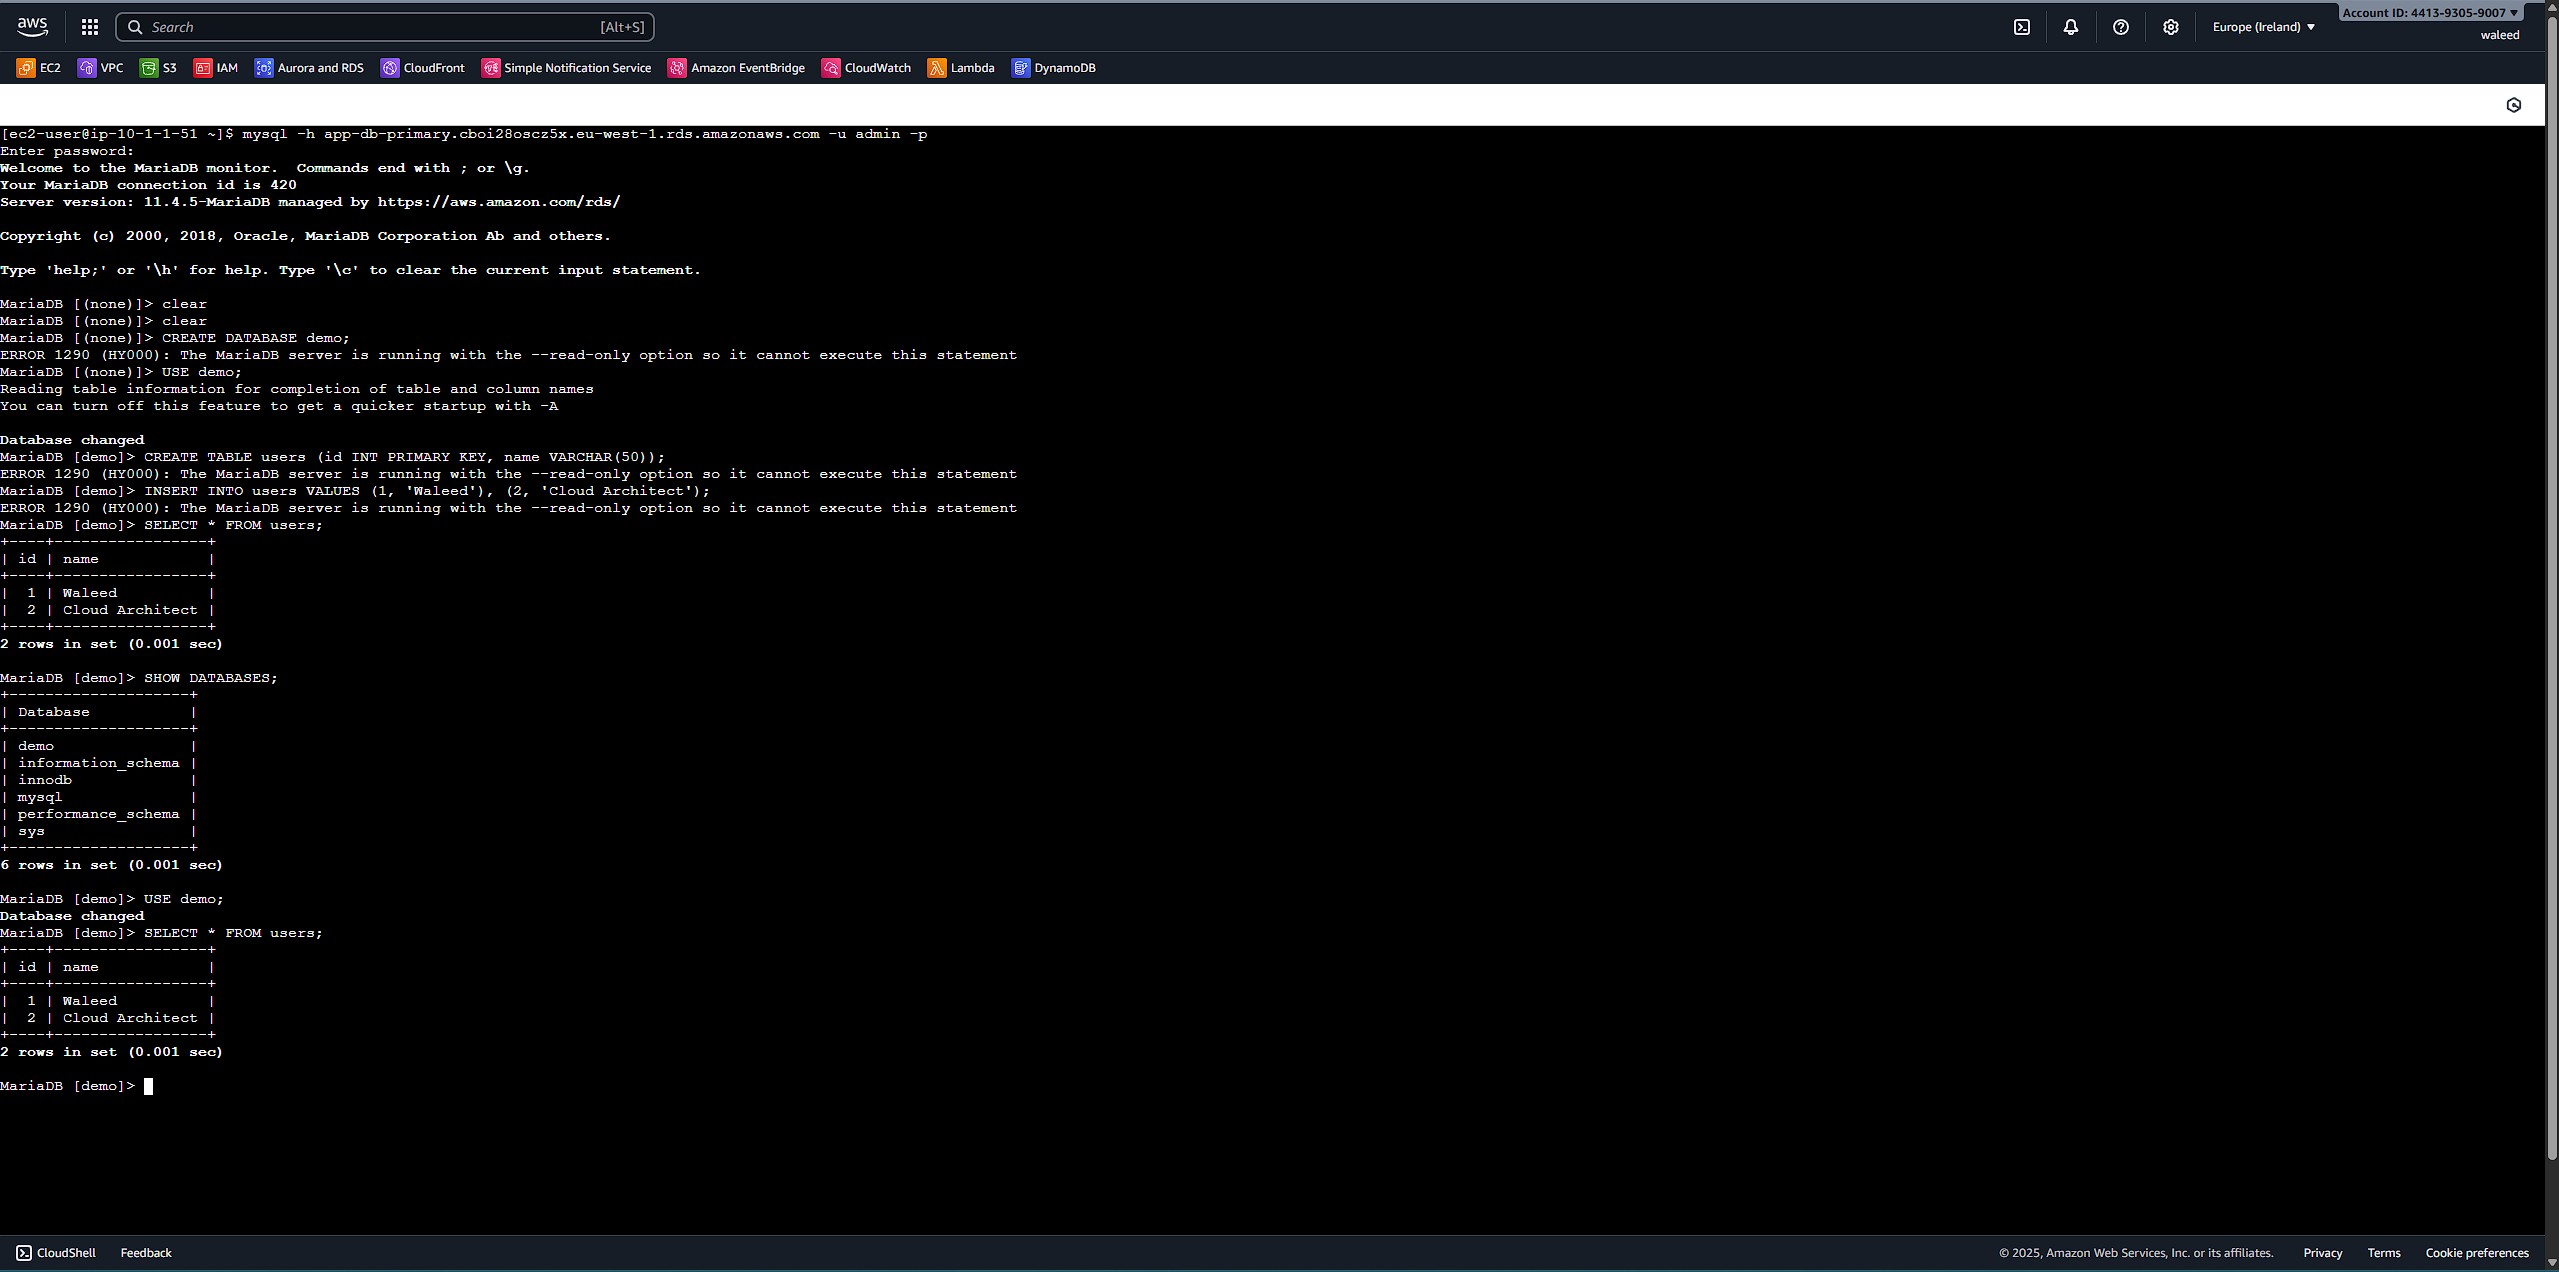 aws
Search [Alt+S]
Europe (Ireland) ▼
Account ID: 4413-9305-9007 ▼
waleed
EC2 VPC S3 IAM Aurora and RDS CloudFront Simple Notification Service Amazon EventBridge CloudWatch Lambda DynamoDB
[ec2-user@ip-10-1-1-51 ~]$ mysql -h app-db-primary.cboi28oscz5x.eu-west-1.rds.amazonaws.com -u admin -p
Enter password:
Welcome to the MariaDB monitor.  Commands end with ; or \g.
Your MariaDB connection id is 420
Server version: 11.4.5-MariaDB managed by https://aws.amazon.com/rds/
Copyright (c) 2000, 2018, Oracle, MariaDB Corporation Ab and others.
Type 'help;' or '\h' for help. Type '\c' to clear the current input statement.
MariaDB [(none)]> clear
MariaDB [(none)]> clear
MariaDB [(none)]> CREATE DATABASE demo;
ERROR 1290 (HY000): The MariaDB server is running with the --read-only option so it cannot execute this statement
MariaDB [(none)]> USE demo;
Reading table information for completion of table and column names
You can turn off this feature to get a quicker startup with -A
Database changed
MariaDB [demo]> CREATE TABLE users (id INT PRIMARY KEY, name VARCHAR(50));
ERROR 1290 (HY000): The MariaDB server is running with the --read-only option so it cannot execute this statement
MariaDB [demo]> INSERT INTO users VALUES (1, 'Waleed'), (2, 'Cloud Architect');
ERROR 1290 (HY000): The MariaDB server is running with the --read-only option so it cannot execute this statement
MariaDB [demo]> SELECT * FROM users;
+----+-----------------+
| id | name            |
+----+-----------------+
|  1 | Waleed          |
|  2 | Cloud Architect |
+----+-----------------+
2 rows in set (0.001 sec)
MariaDB [demo]> SHOW DATABASES;
+--------------------+
| Database           |
+--------------------+
| demo               |
| information_schema |
| innodb             |
| mysql              |
| performance_schema |
| sys                |
+--------------------+
6 rows in set (0.001 sec)
MariaDB [demo]> USE demo;
Database changed
MariaDB [demo]> SELECT * FROM users;
+----+-----------------+
| id | name            |
+----+-----------------+
|  1 | Waleed          |
|  2 | Cloud Architect |
+----+-----------------+
2 rows in set (0.001 sec)
MariaDB [demo]>
CloudShell Feedback © 2025, Amazon Web Services, Inc. or its affiliates. Privacy Terms Cookie preferences